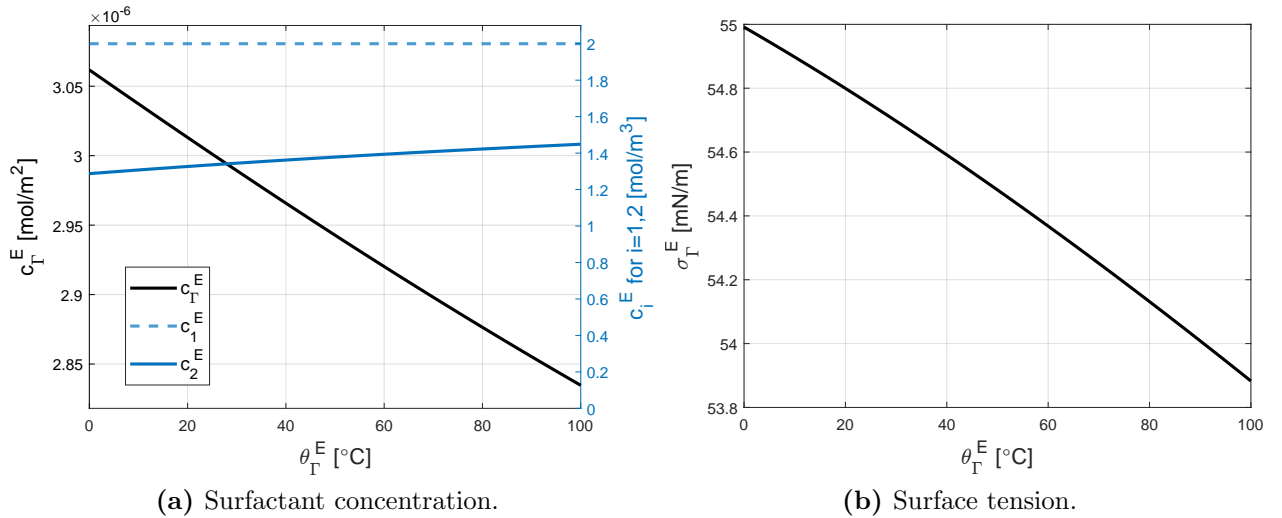 ×10⁻⁶
3.05
3
2.95
2.9
2.85
c_Γ^E [mol/m²]
c_Γ^E
c_1^E
c_2^E
2
1.8
1.6
1.4
1.2
1
0.8
0.6
0.4
0.2
0
c_i^E for i=1,2 [mol/m³]
0 20 40 60 80 100
θ_Γ^E [°C]
(a) Surfactant concentration.
55
54.8
54.6
54.4
54.2
54
53.8
σ_Γ^E [mN/m]
0 20 40 60 80 100
θ_Γ^E [°C]
(b) Surface tension.